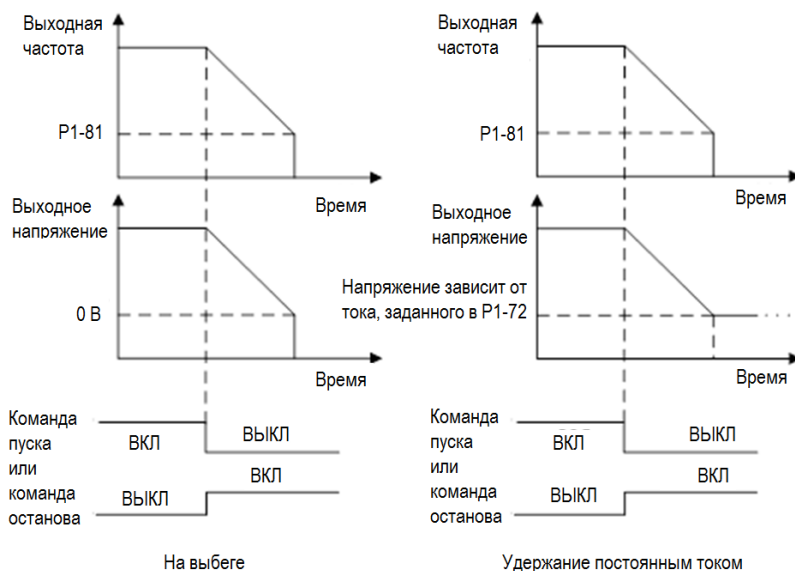 Выходная
частота
P1-81
Время
Выходное
напряжение
0 В
Время
Команда
пуска
или
команда
останова
ВКЛ
ВЫКЛ
ВЫКЛ
ВКЛ
На выбеге
Выходная
частота
P1-81
Время
Выходное
напряжение
Напряжение зависит от
тока, заданного в P1-72
Время
Команда
пуска
или
команда
останова
ВКЛ
ВЫКЛ
ВЫКЛ
ВКЛ
Удержание постоянным током